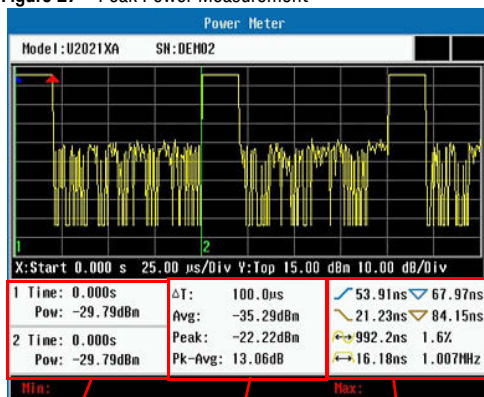 Figure 27 Peak Power Measurement
Power Meter
Model:U2021XA SN:DEM02
1 2
X:Start 0.000 s 25.00 µs/Div Y:Top 15.00 dBm 10.00 dB/Div
1 Time: 0.000s
Pow: -29.79dBm
2 Time: 0.000s
Pow: -29.79dBm
ΔT: 100.0µs
Avg: -35.29dBm
Peak: -22.22dBm
Pk-Avg: 13.06dB
53.91ns 67.97ns
21.23ns 84.15ns
992.2ns 1.6%
16.18ns 1.007MHz
Min: Max: